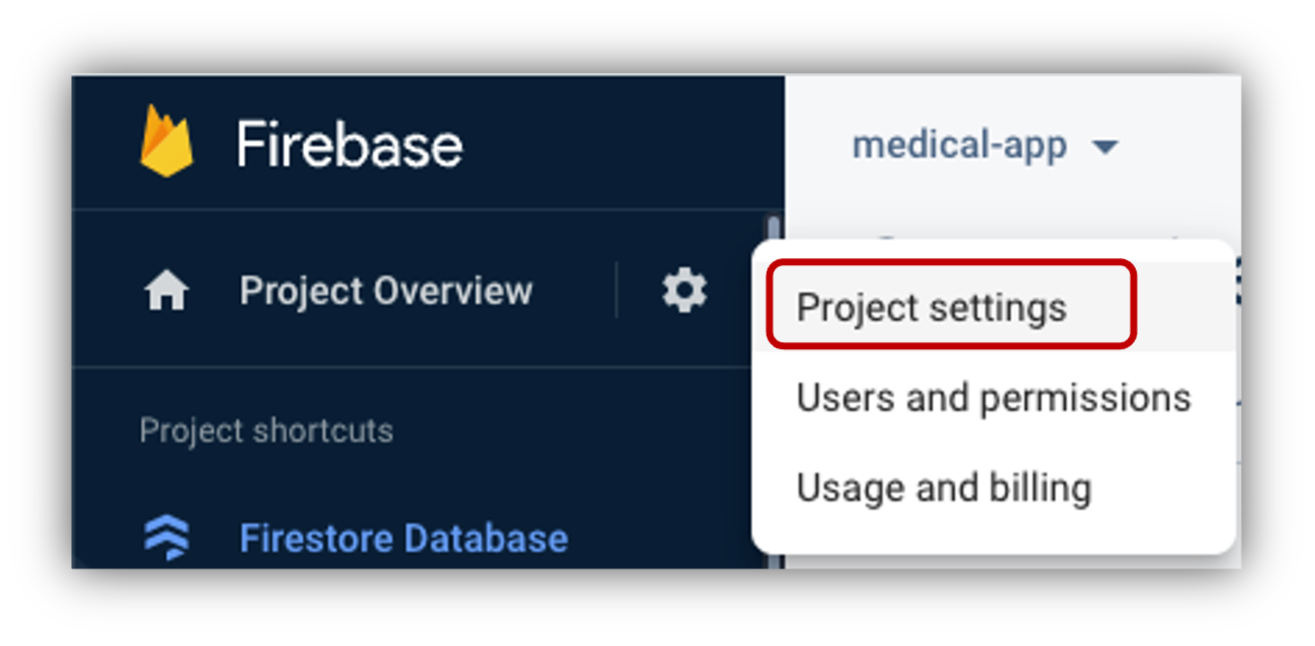 Firebase
medical-app
Project Overview
Project settings
Users and permissions
Project shortcuts
Usage and billing
Firestore Database